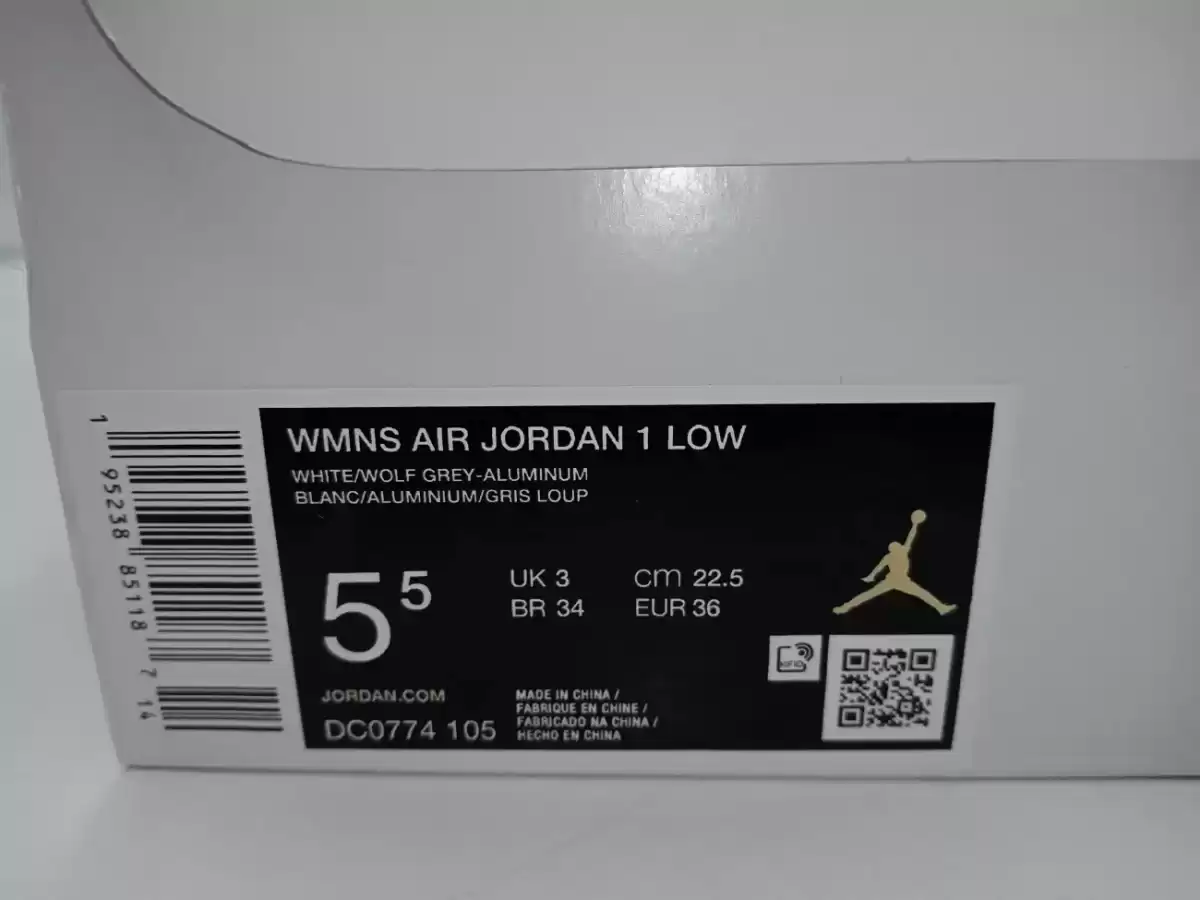 WMNS AIR JORDAN 1 LOW
WHITE/WOLF GREY-ALUMINUM
BLANC/ALUMINIUM/GRIS LOUP
5 5
UK 3
BR 34
cm 22.5
EUR 36
JORDAN.COM
DC0774 105
MADE IN CHINA /
FABRIQUE EN CHINE /
FABRICADO NA CHINA /
HECHO EN CHINA
RFID
1 95238 85118 7 14